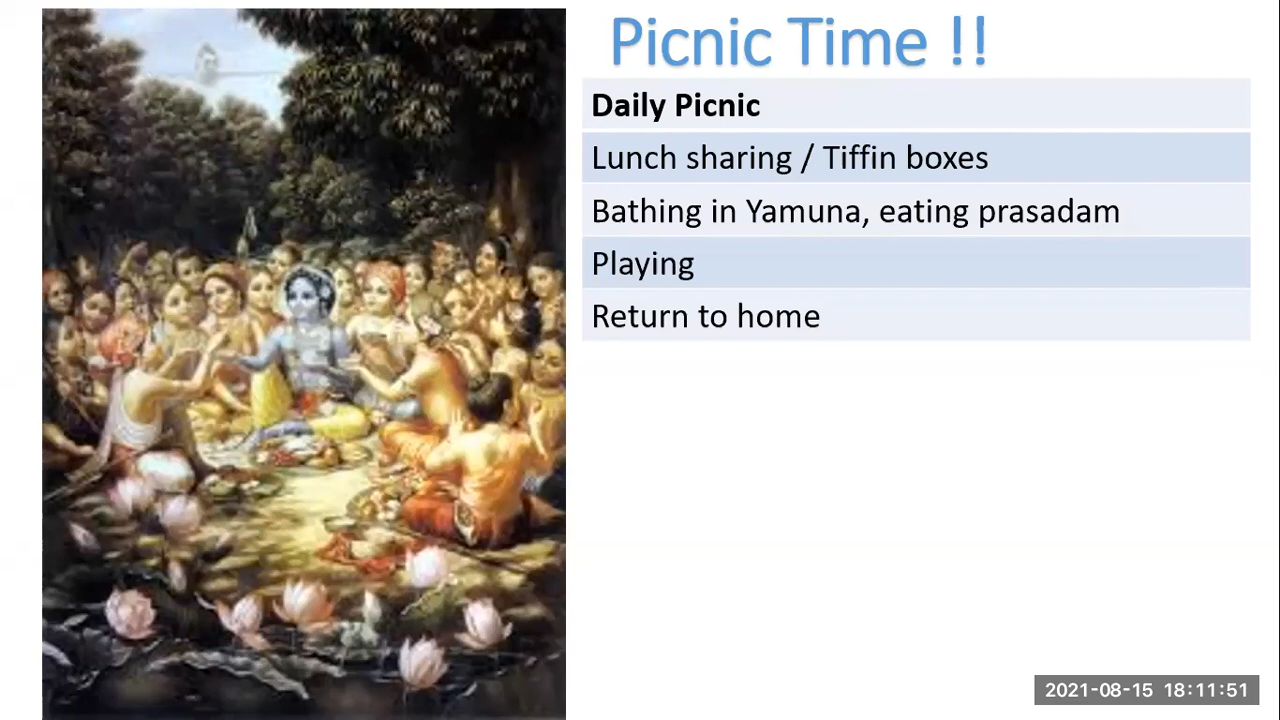 Picnic Time !!
Daily Picnic
Lunch sharing / Tiffin boxes
Bathing in Yamuna, eating prasadam
Playing
Return to home
2021-08-15 18:11:51